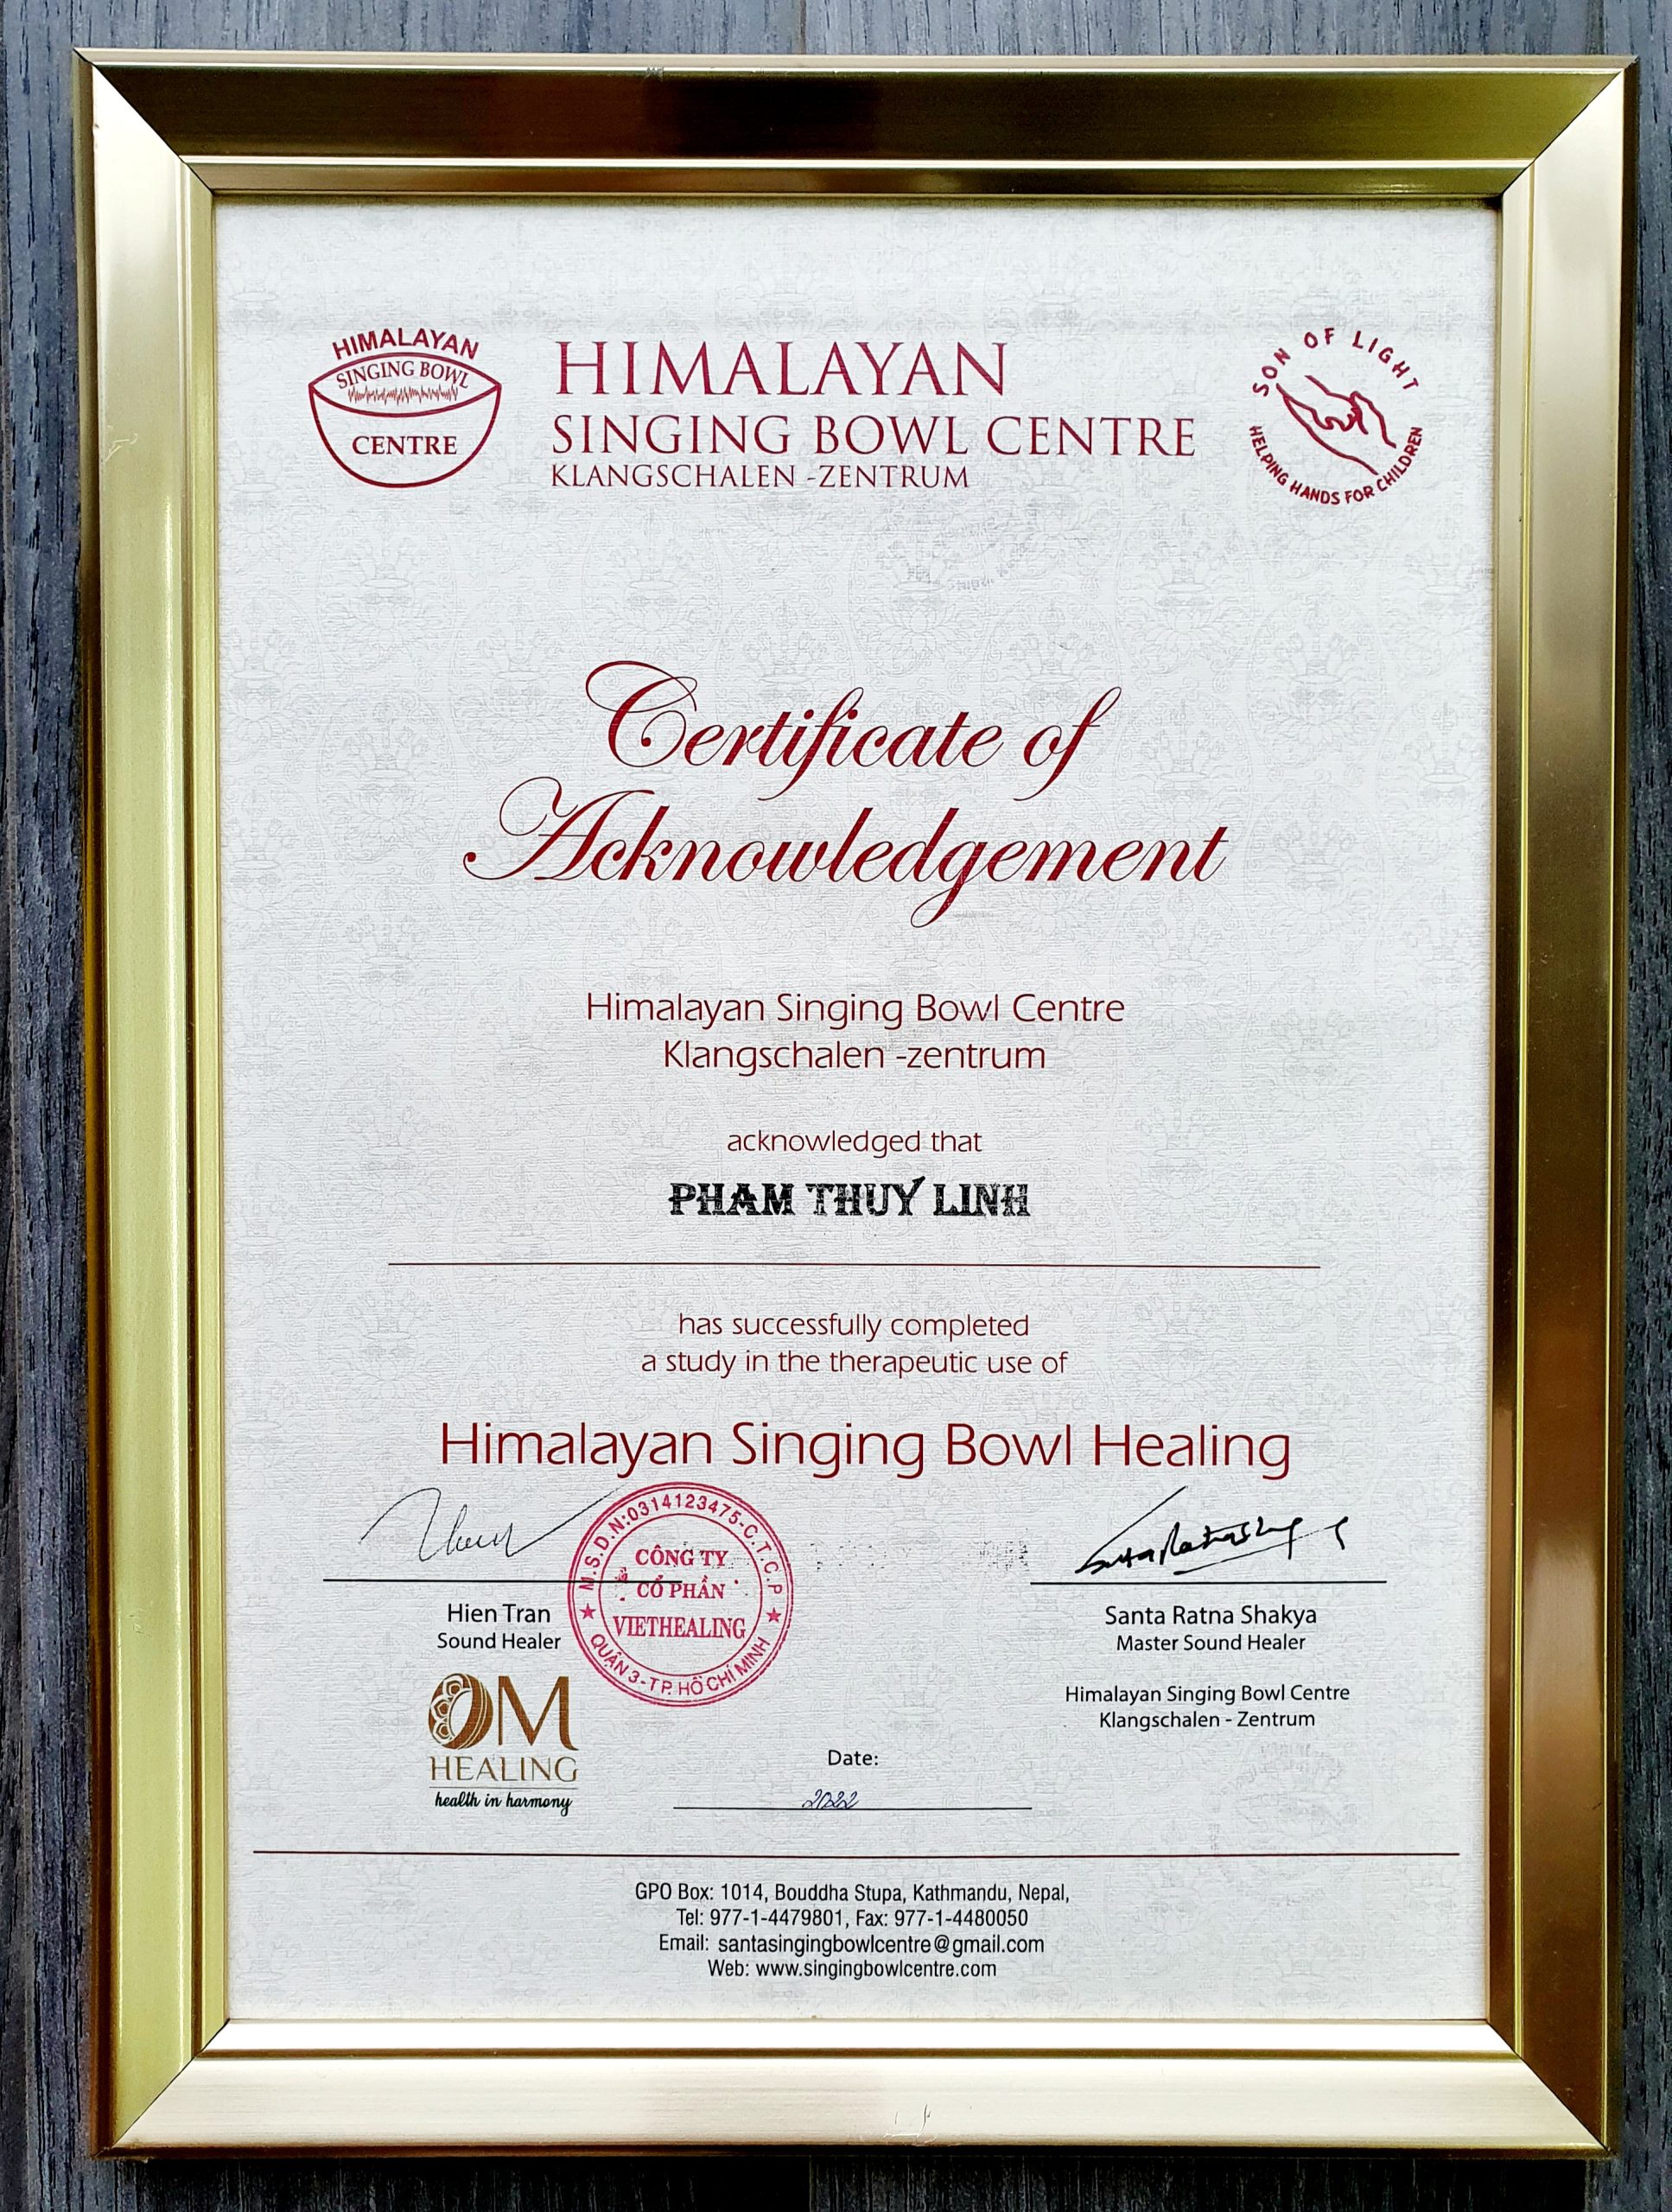 HIMALAYAN
SINGING BOWL
CENTRE
HIMALAYAN
SINGING BOWL CENTRE
KLANGSCHALEN -ZENTRUM
SON OF LIGHT
HELPING HANDS FOR CHILDREN
Certificate of
Acknowledgement
Himalayan Singing Bowl Centre
Klangschalen -zentrum
acknowledged that
PHAM THUY LINH
has successfully completed
a study in the therapeutic use of
Himalayan Singing Bowl Healing
M.S.D.N:0314123475-C.T.C.P
CÔNG TY
CỔ PHẦN
VIETHEALING
QUẬN 3-T.P. HỒ CHÍ MINH
Hien Tran
Sound Healer
OM
HEALING
health in harmony
Santa Ratna Shakya
Master Sound Healer
Himalayan Singing Bowl Centre
Klangschalen - Zentrum
Date:
2022
GPO Box: 1014, Bouddha Stupa, Kathmandu, Nepal,
Tel: 977-1-4479801, Fax: 977-1-4480050
Email: santasingingbowlcentre@gmail.com
Web: www.singingbowlcentre.com